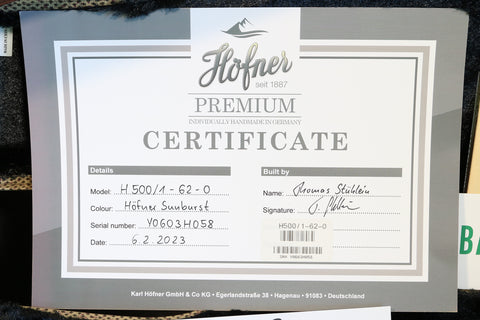 Höfner
seit 1887
PREMIUM
INDIVIDUALLY HANDMADE IN GERMANY
CERTIFICATE
Details
Model: H500/1-62-0
Colour: Höfner Sunburst
Serial number: Y0603H058
Date: 6.2.2023
Built by
Name: Thomas Stühlein
Signature:
H500/1-62-0
Karl Höfner GmbH & Co KG • Egerlandstraße 38 • Hagenau • 91083 • Deutschland
BA